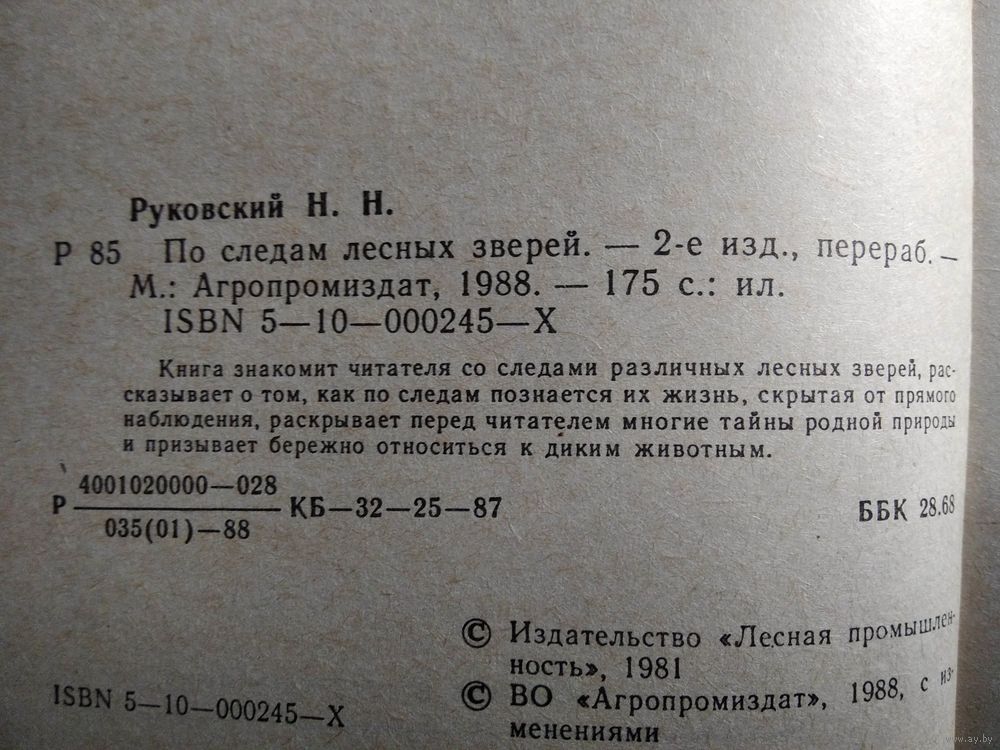 Руковский Н. Н.
Р 85 По следам лесных зверей. — 2-е изд., перераб. —
М.: Агропромиздат, 1988. — 175 с.: ил.
ISBN 5—10—000245—X
Книга знакомит читателя со следами различных лесных зверей, рас-
сказывает о том, как по следам познается их жизнь, скрытая от прямого
наблюдения, раскрывает перед читателем многие тайны родной природы
и призывает бережно относиться к диким животным.
Р 4001020000—028
035(01)—88
КБ—32—25—87
ББК 28.68
© Издательство «Лесная промышлен-
ность», 1981
© ВО «Агропромиздат», 1988, с из-
менениями
ISBN 5—10—000245—X
www.ay.by